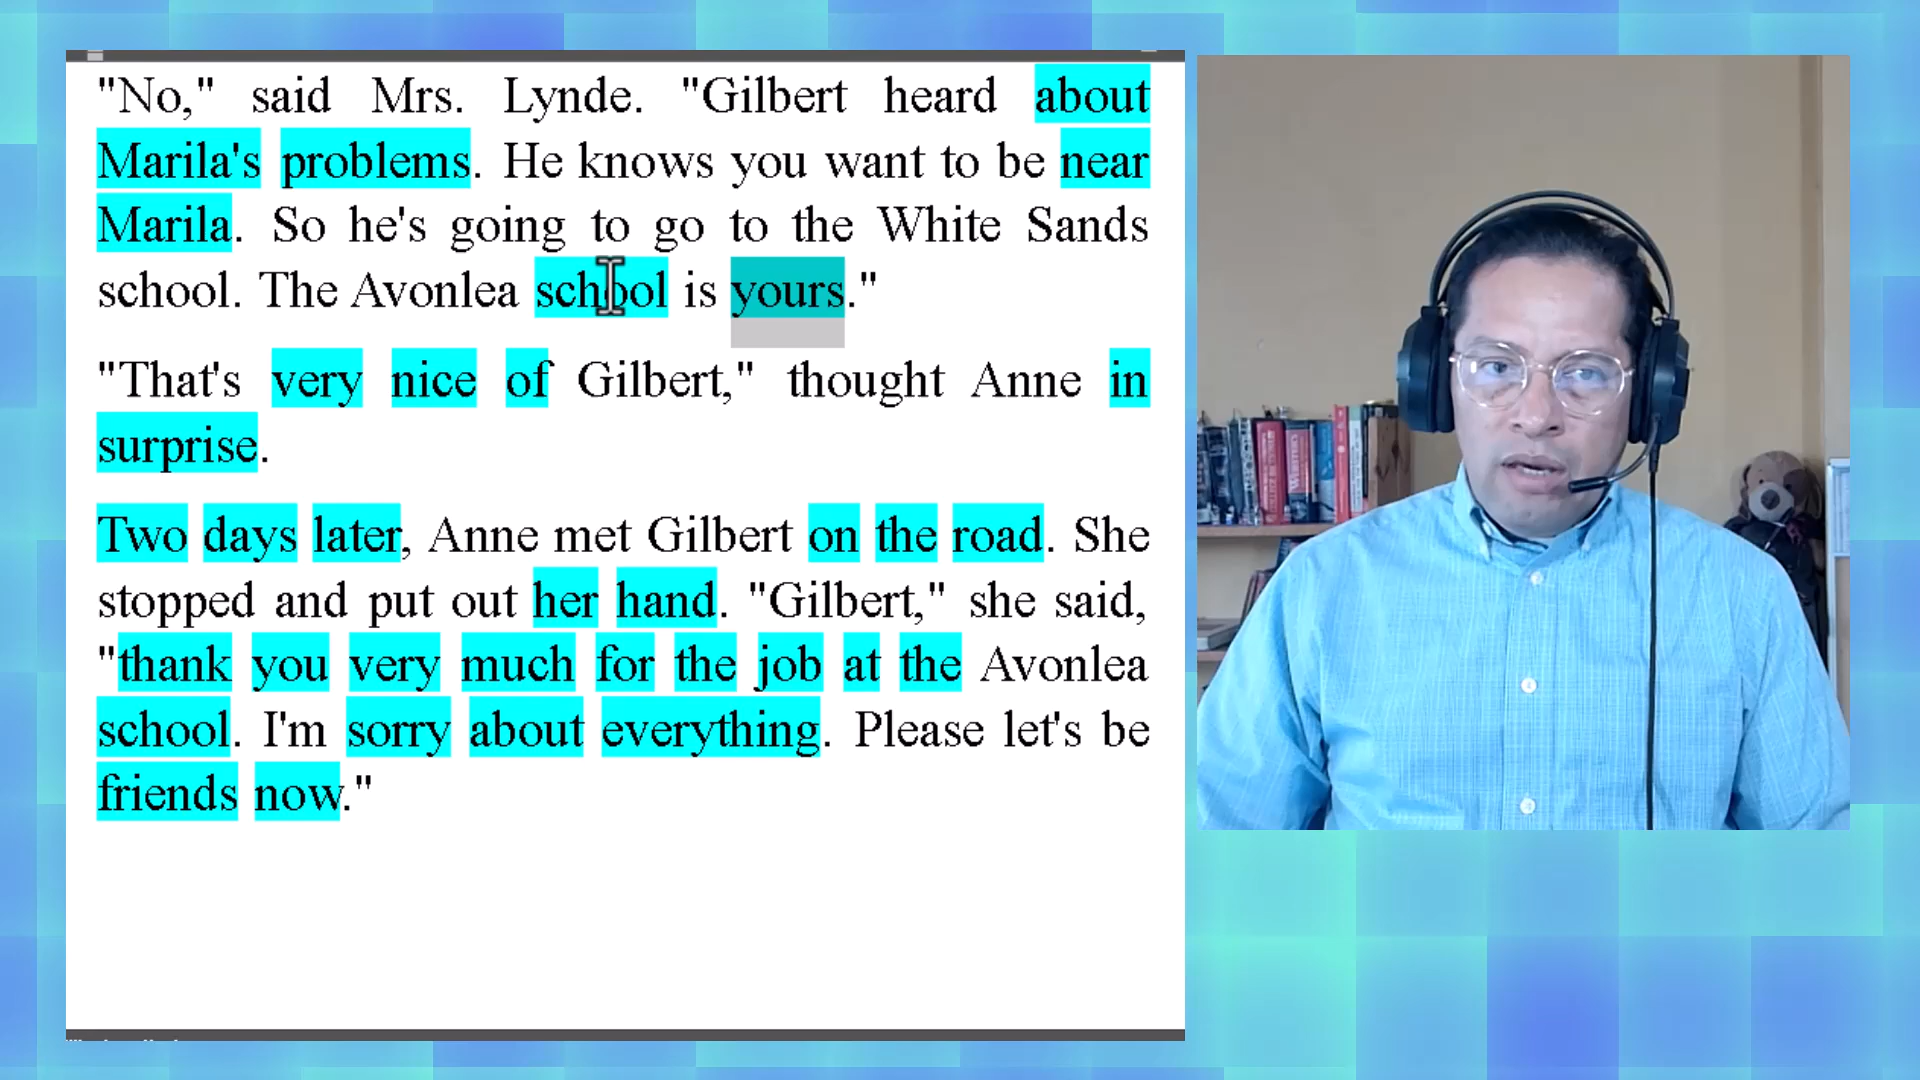 "No," said Mrs. Lynde. "Gilbert heard about
Marila's problems. He knows you want to be near
Marila. So he's going to go to the White Sands
school. The Avonlea school is yours."
"That's very nice of Gilbert," thought Anne in
surprise.
Two days later, Anne met Gilbert on the road. She
stopped and put out her hand. "Gilbert," she said,
"thank you very much for the job at the Avonlea
school. I'm sorry about everything. Please let's be
friends now."